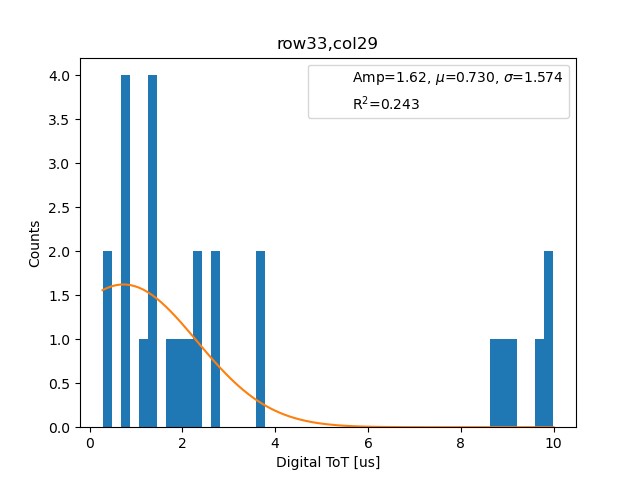 row33,col29
Amp=1.62, μ=0.730, σ=1.574
R²=0.243
Counts
4.0
3.5
3.0
2.5
2.0
1.5
1.0
0.5
0.0
0 2 4 6 8 10
Digital ToT [us]